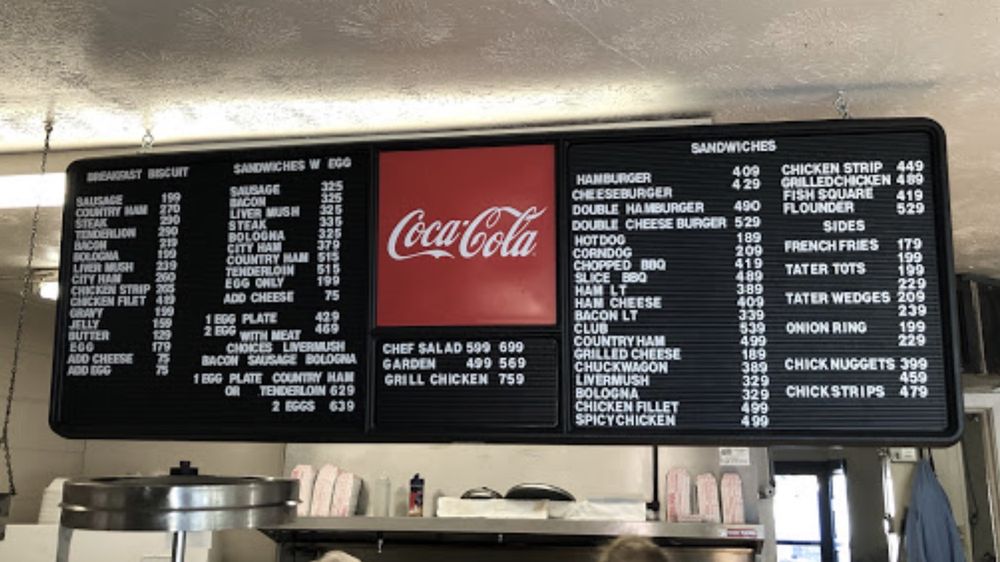 BREAKFAST BISCUIT
SAUSAGE 199
COUNTRY HAM 270
STEAK 290
TENDERLION 290
BACON 219
BOLOGNA 199
LIVER MUSH 239
CITY HAM 260
CHICKEN STRIP 265
CHICKEN FILET 419
GRAVY 199
JELLY 159
BUTTER 129
EGG 179
ADD CHEESE 75
ADD EGG 75
SANDWICHES W EGG
SAUSAGE 325
BACON 325
LIVER MUSH 325
STEAK 335
BOLOGNA 325
CITY HAM 379
COUNTRY HAM 515
TENDERLOIN 515
EGG ONLY 199
ADD CHEESE 75
1 EGG PLATE 429
2 EGG 469
WITH MEAT
CHOICES LIVERMUSH
BACON SAUSAGE BOLOGNA
1 EGG PLATE COUNTRY HAM
OR TENDERLOIN 629
2 EGGS 639
Coca-Cola
CHEF SALAD 599 699
GARDEN 499 569
GRILL CHICKEN 759
SANDWICHES
HAMBURGER 409
CHEESEBURGER 429
DOUBLE HAMBURGER 490
DOUBLE CHEESE BURGER 529
HOTDOG 189
CORNDOG 209
CHOPPED BBQ 419
SLICE BBQ 489
HAM LT 389
HAM CHEESE 409
BACON LT 339
CLUB 539
COUNTRY HAM 499
GRILLED CHEESE 189
CHUCKWAGON 389
LIVERMUSH 329
BOLOGNA 329
CHICKEN FILLET 499
SPICY CHICKEN 499
CHICKEN STRIP 449
GRILLED CHICKEN 489
FISH SQUARE 419
FLOUNDER 529
SIDES
FRENCH FRIES 179
199
TATER TOTS 199
229
TATER WEDGES 209
239
ONION RING 199
229
CHICK NUGGETS 399
459
CHICK STRIPS 479